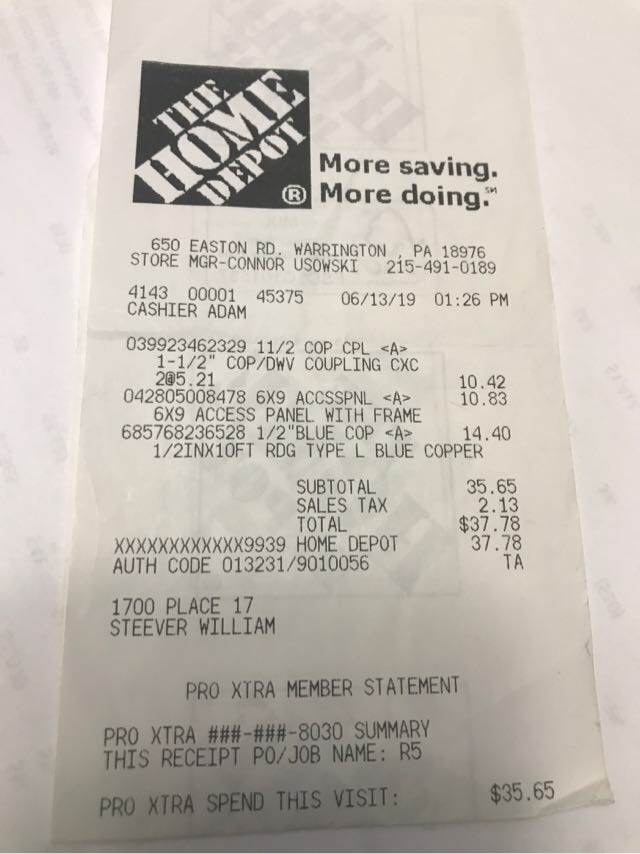 THE
HOME
DEPOT
®
More saving.
More doing.℠
650 EASTON RD. WARRINGTON , PA 18976
STORE MGR-CONNOR USOWSKI 215-491-0189
4143 00001 45375 06/13/19 01:26 PM
CASHIER ADAM
039923462329 11/2 COP CPL <A>
1-1/2" COP/DWV COUPLING CXC
2@5.21 10.42
042805008478 6X9 ACCSSPNL <A> 10.83
6X9 ACCESS PANEL WITH FRAME
685768236528 1/2"BLUE COP <A> 14.40
1/2INX10FT RDG TYPE L BLUE COPPER
SUBTOTAL 35.65
SALES TAX 2.13
TOTAL $37.78
XXXXXXXXXXXX9939 HOME DEPOT 37.78
AUTH CODE 013231/9010056 TA
1700 PLACE 17
STEEVER WILLIAM
PRO XTRA MEMBER STATEMENT
PRO XTRA ###-###-8030 SUMMARY
THIS RECEIPT PO/JOB NAME: R5
PRO XTRA SPEND THIS VISIT: $35.65